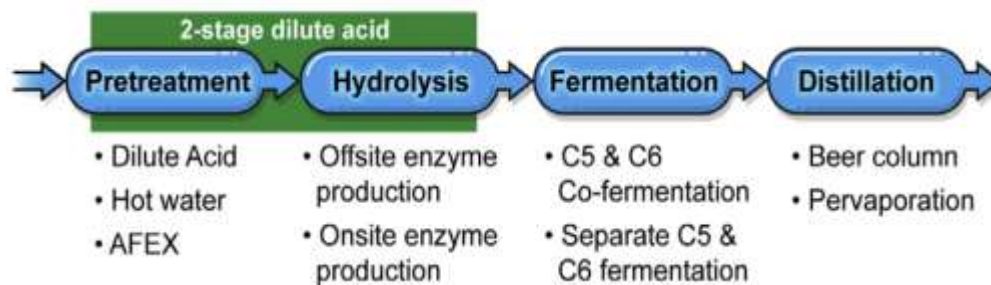 2-stage dilute acid
Pretreatment
Hydrolysis
Fermentation
Distillation
• Dilute Acid
• Hot water
• AFEX
• Offsite enzyme
production
• Onsite enzyme
production
• C5 & C6
Co-fermentation
• Separate C5 &
C6 fermentation
• Beer column
• Pervaporation